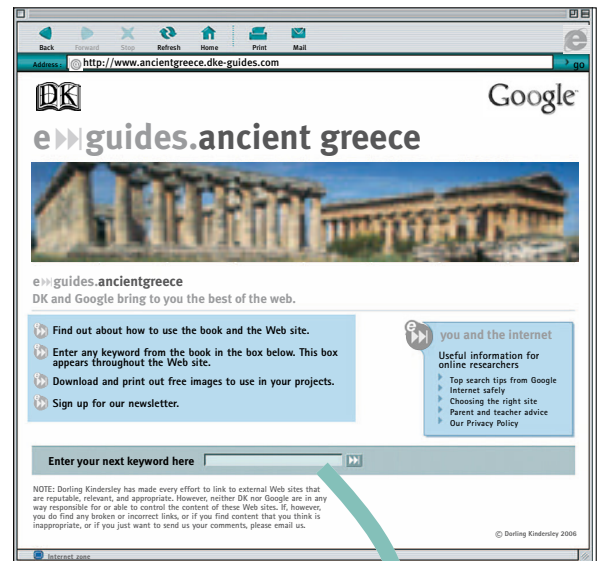 Back Forward Stop Refresh Home Print Mail
Address: http://www.ancientgreece.dke-guides.com go
DK Google
e guides.ancient greece
e guides.ancientgreece
DK and Google bring to you the best of the web.
Find out about how to use the book and the Web site.
Enter any keyword from the book in the box below. This box
appears throughout the Web site.
Download and print out free images to use in your projects.
Sign up for our newsletter.
e
you and the internet
Useful information for
online researchers
Top search tips from Google
Internet safely
Choosing the right site
Parent and teacher advice
Our Privacy Policy
Enter your next keyword here
NOTE: Dorling Kindersley has made every effort to link to external Web sites that
are reputable, relevant, and appropriate. However, neither DK nor Google are in any
way responsible for or able to control the content of these Web sites. If, however,
you do find any broken or incorrect links, or if you find content that you think is
inappropriate, or if you just want to send us your comments, please email us.
© Dorling Kindersley 2006
Internet zone